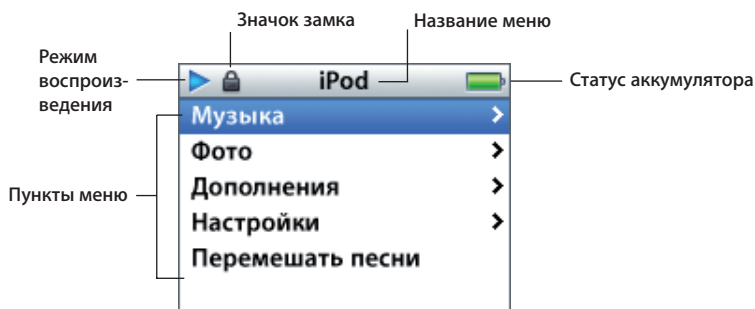 Значок замка
Название меню
Режим
воспроиз-
ведения
iPod
Статус аккумулятора
Музыка
Фото
Дополнения
Настройки
Перемешать песни
Пункты меню